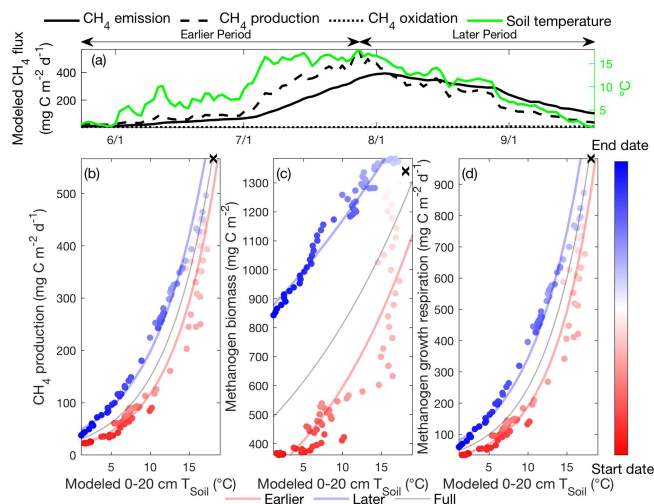 CH4 emission CH4 production CH4 oxidation Soil temperature
Earlier Period Later Period
Modeled CH4 flux
(mg C m-2 d-1)
(a)
400
200
15
10
5
°C
6/1 7/1 8/1 9/1
(b)
CH4 production (mg C m-2 d-1)
500
400
300
200
100
0
5 10 15
Modeled 0-20 cm TSoil (°C)
(c)
Methanogen biomass (mg C m-2)
1300
1200
1100
1000
900
800
700
600
500
400
5 10 15
Modeled 0-20 cm TSoil (°C)
(d)
Methanogen growth respiration (mg C m-2 d-1)
900
800
700
600
500
400
300
200
100
5 10 15
Modeled 0-20 cm TSoil (°C)
End date
Start date
Earlier Later Full